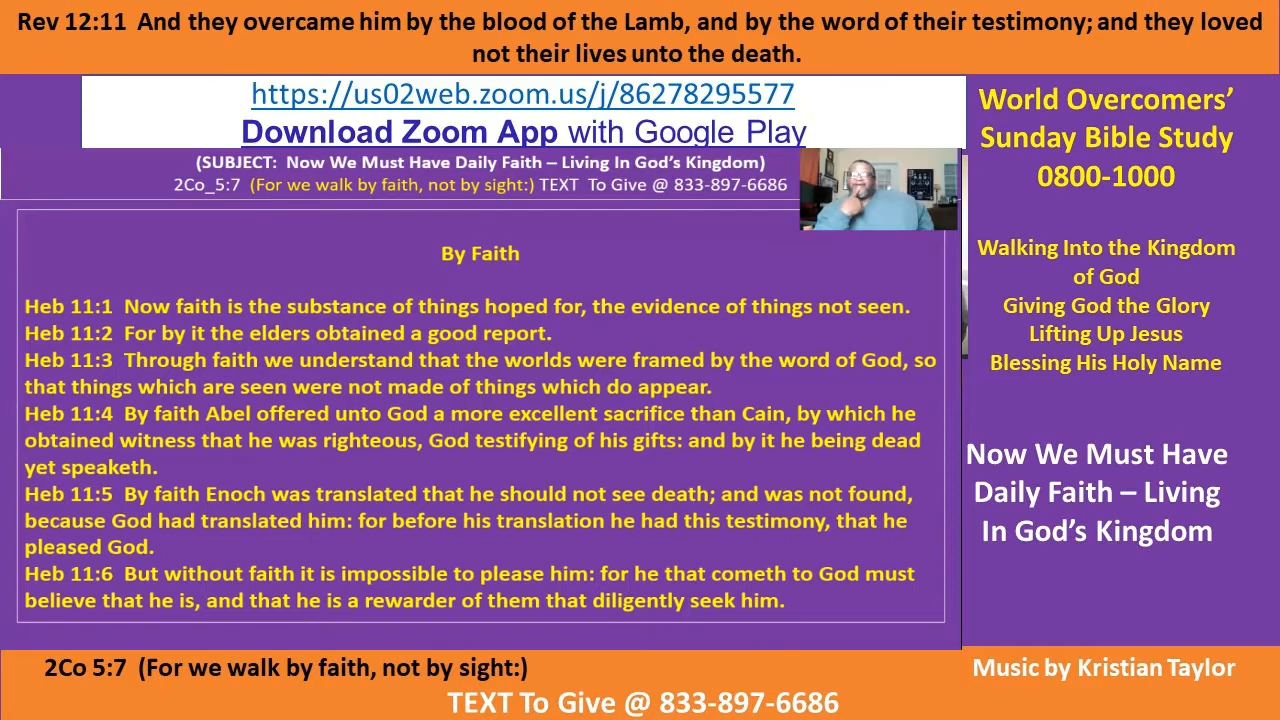 Rev 12:11  And they overcame him by the blood of the Lamb, and by the word of their testimony; and they loved
not their lives unto the death.
https://us02web.zoom.us/j/86278295577
Download Zoom App with Google Play
(SUBJECT:  Now We Must Have Daily Faith – Living In God's Kingdom)
2Co_5:7  (For we walk by faith, not by sight:) TEXT  To Give @ 833-897-6686
By Faith
Heb 11:1  Now faith is the substance of things hoped for, the evidence of things not seen.
Heb 11:2  For by it the elders obtained a good report.
Heb 11:3  Through faith we understand that the worlds were framed by the word of God, so
that things which are seen were not made of things which do appear.
Heb 11:4  By faith Abel offered unto God a more excellent sacrifice than Cain, by which he
obtained witness that he was righteous, God testifying of his gifts: and by it he being dead
yet speaketh.
Heb 11:5  By faith Enoch was translated that he should not see death; and was not found,
because God had translated him: for before his translation he had this testimony, that he
pleased God.
Heb 11:6  But without faith it is impossible to please him: for he that cometh to God must
believe that he is, and that he is a rewarder of them that diligently seek him.
World Overcomers'
Sunday Bible Study
0800-1000
Walking Into the Kingdom
of God
Giving God the Glory
Lifting Up Jesus
Blessing His Holy Name
Now We Must Have
Daily Faith – Living
In God's Kingdom
2Co 5:7  (For we walk by faith, not by sight:)
Music by Kristian Taylor
TEXT To Give @ 833-897-6686